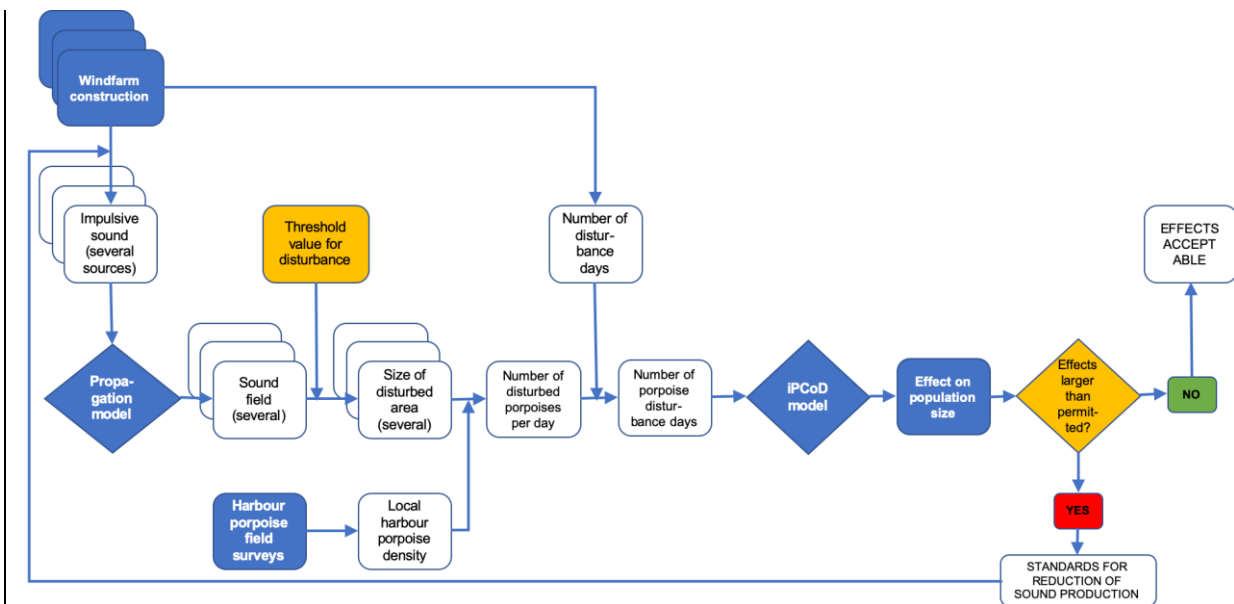 Windfarm
construction
Impulsive
sound
(several
sources)
Threshold
value for
disturbance
Number of
distur-
bance
days
EFFECTS
ACCEPT
ABLE
Propa-
gation
model
Sound
field
(several)
Size of
disturbed
area
(several)
Number of
disturbed
porpoises
per day
Number of
porpoise
distur-
bance days
iPCoD
model
Effect on
population
size
Effects
larger
than
permit-
ted?
NO
Harbour
porpoise
field
surveys
Local
harbour
porpoise
density
YES
STANDARDS FOR
REDUCTION OF
SOUND PRODUCTION